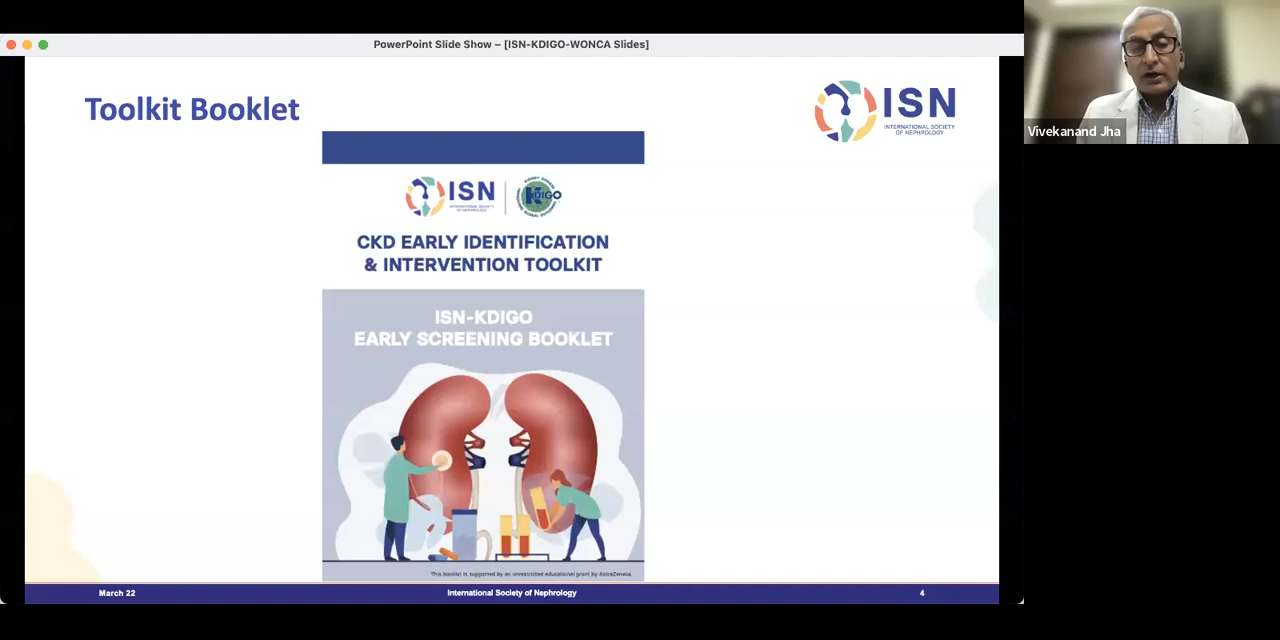 PowerPoint Slide Show – [ISN-KDIGO-WONCA Slides]
Toolkit Booklet
ISN
INTERNATIONAL SOCIETY
OF NEPHROLOGY
Vivekanand Jha
ISN
INTERNATIONAL SOCIETY
OF NEPHROLOGY
KDIGO
CKD EARLY IDENTIFICATION
& INTERVENTION TOOLKIT
ISN-KDIGO
EARLY SCREENING BOOKLET
This booklet is supported by an unrestricted educational grant by AstraZeneca
March 22
International Society of Nephrology
4